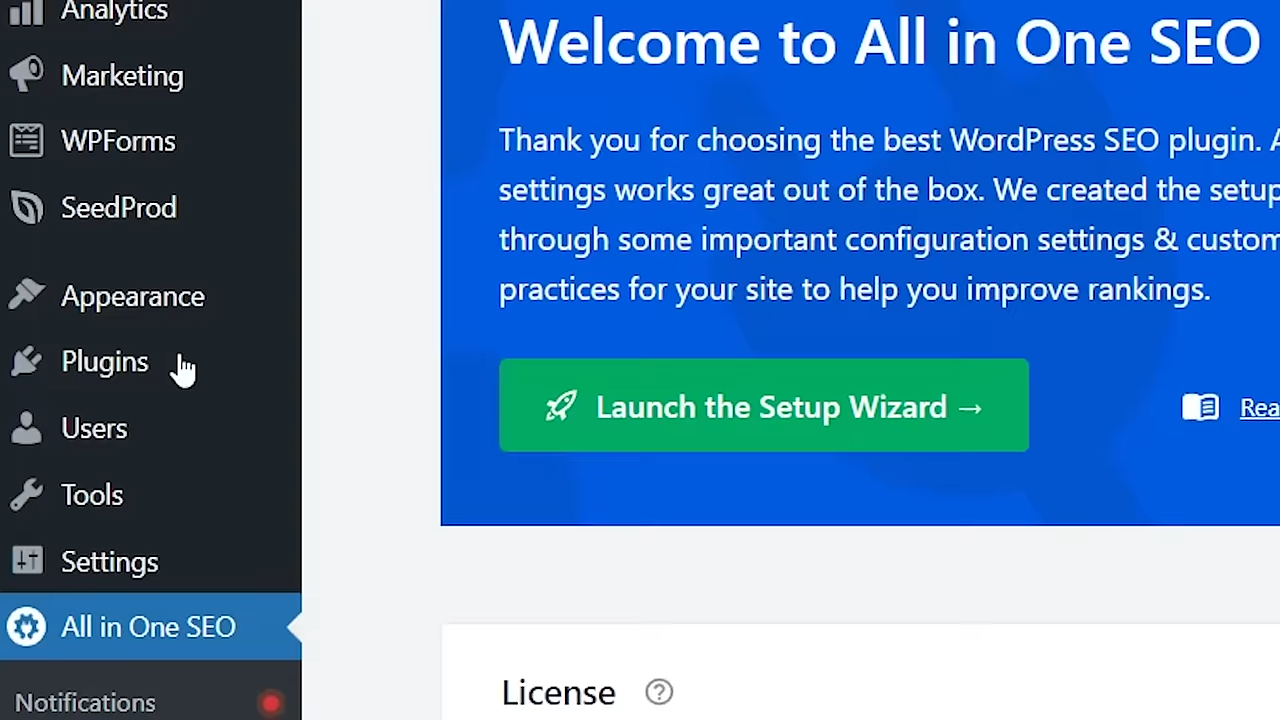 Analytics
Marketing
WPForms
SeedProd
Appearance
Plugins
Users
Tools
Settings
All in One SEO
Notifications
Welcome to All in One SEO
Thank you for choosing the best WordPress SEO plugin. A
settings works great out of the box. We created the setup
through some important configuration settings & custom
practices for your site to help you improve rankings.
Launch the Setup Wizard →
Rea
License